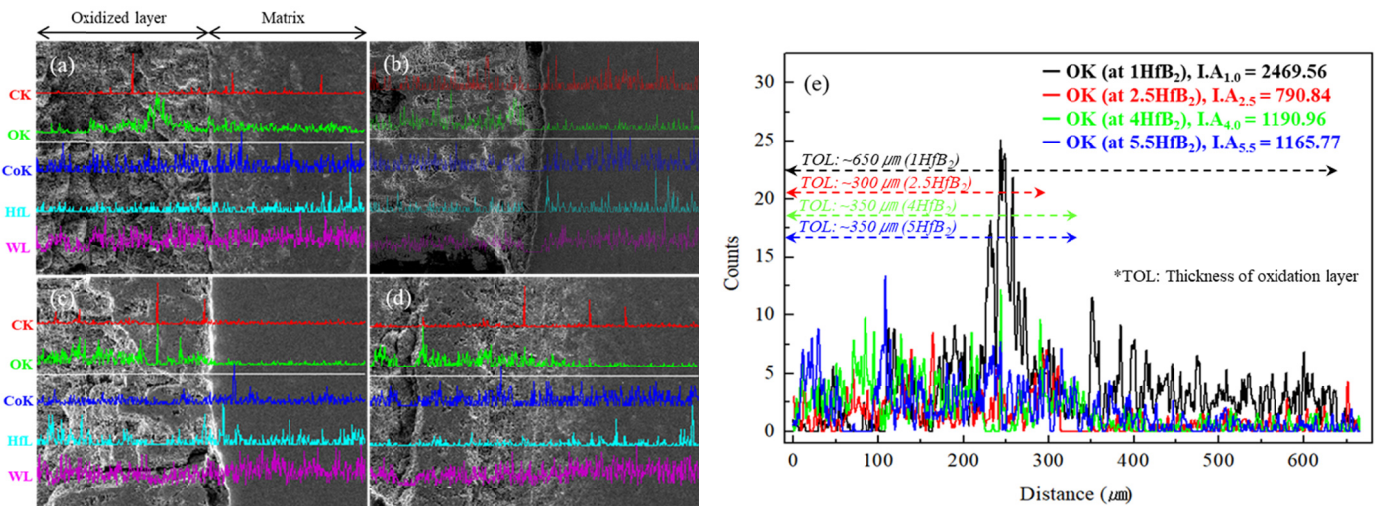 Oxidized layer Matrix
(a) (b)
CK
OK
CoK
HfL
WL
(c) (d)
CK
OK
CoK
HfL
WL
(e)
OK (at 1HfB₂), I.A₁.₀ = 2469.56
OK (at 2.5HfB₂), I.A₂.₅ = 790.84
OK (at 4HfB₂), I.A₄.₀ = 1190.96
OK (at 5.5HfB₂), I.A₅.₅ = 1165.77
TOL: ~650 ㎛ (1HfB₂)
TOL: ~300 ㎛ (2.5HfB₂)
TOL: ~350 ㎛ (4HfB₂)
TOL: ~350 ㎛ (5HfB₂)
*TOL: Thickness of oxidation layer
Counts
30
25
20
15
10
5
0
0 100 200 300 400 500 600
Distance (㎛)